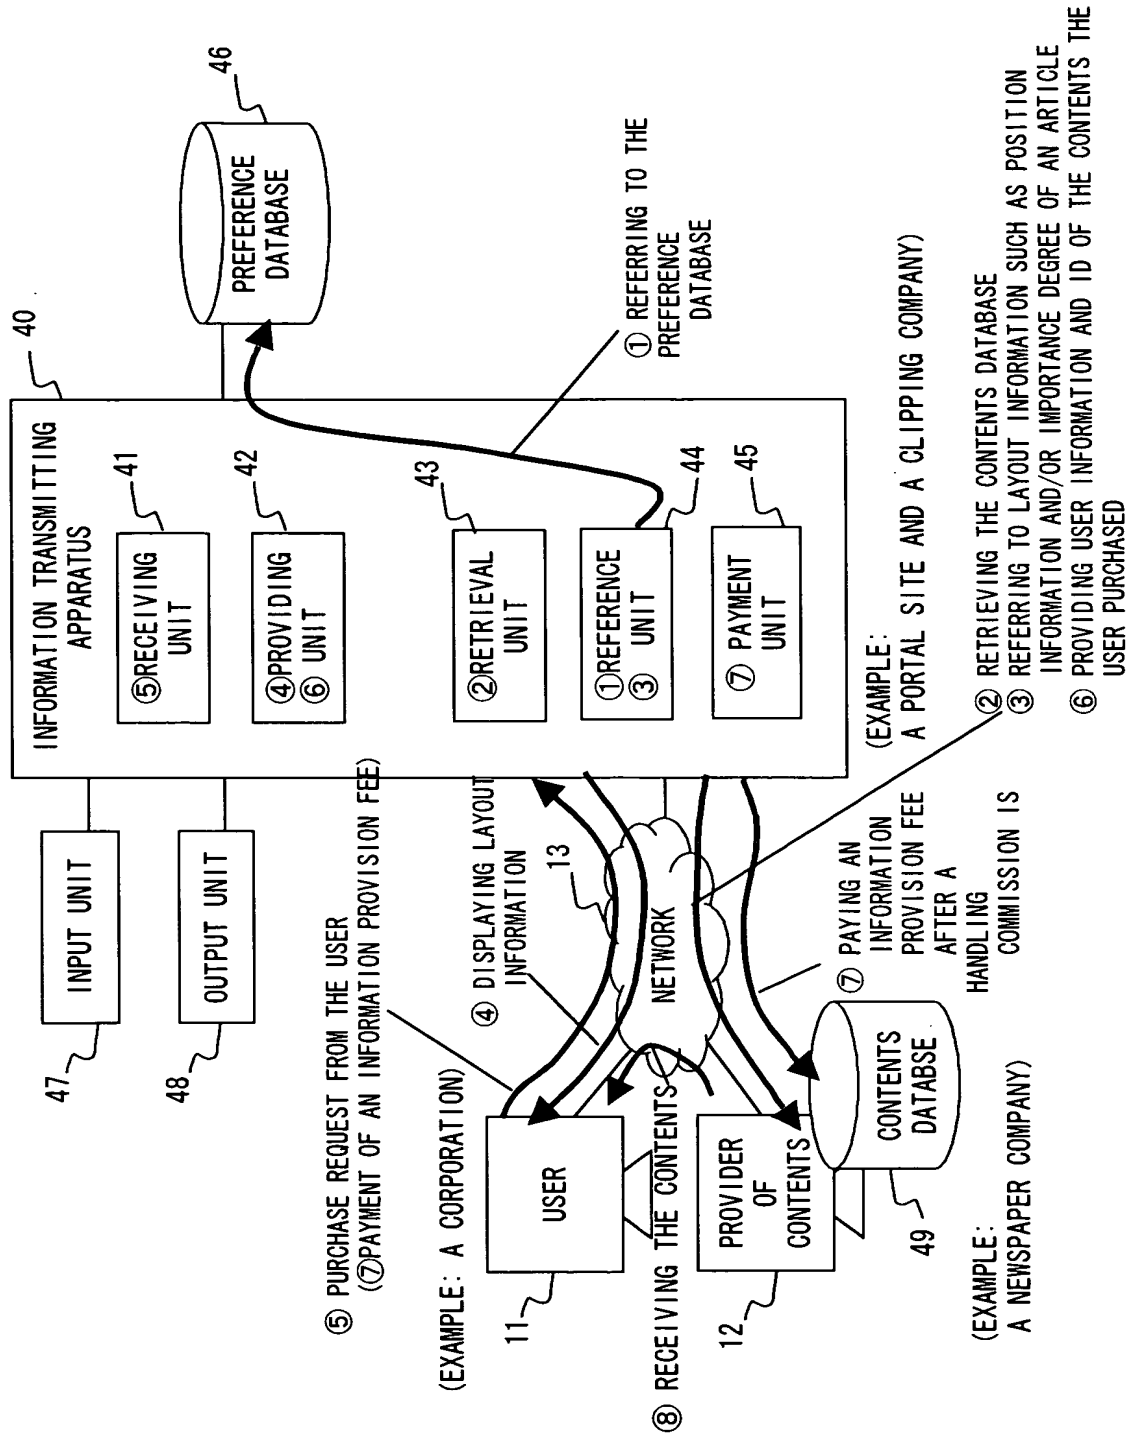 47
INPUT UNIT
48
OUTPUT UNIT
40
INFORMATION TRANSMITTING
APPARATUS
⑤RECEIVING
UNIT
41
④PROVIDING
⑥ UNIT
42
②RETRIEVAL
UNIT
43
①REFERENCE
③ UNIT
44
⑦ PAYMENT
UNIT
45
46
PREFERENCE
DATABASE
① REFERRING TO THE
PREFERENCE
DATABASE
(EXAMPLE:
A PORTAL SITE AND A CLIPPING COMPANY)
⑤ PURCHASE REQUEST FROM THE USER
(⑦PAYMENT OF AN INFORMATION PROVISION FEE)
④ DISPLAYING LAYOUT
INFORMATION
13
NETWORK
(EXAMPLE: A CORPORATION)
USER
11
⑧ RECEIVING THE CONTENTS
PROVIDER
OF
CONTENTS
12
CONTENTS
DATABSE
49
(EXAMPLE:
A NEWSPAPER COMPANY)
⑦ PAYING AN
INFORMATION
PROVISION FEE
AFTER A
HANDLING
COMMISSION IS
② RETRIEVING THE CONTENTS DATABASE
③ REFERRING TO LAYOUT INFORMATION SUCH AS POSITION
INFORMATION AND/OR IMPORTANCE DEGREE OF AN ARTICLE
⑥ PROVIDING USER INFORMATION AND ID OF THE CONTENTS THE
USER PURCHASED